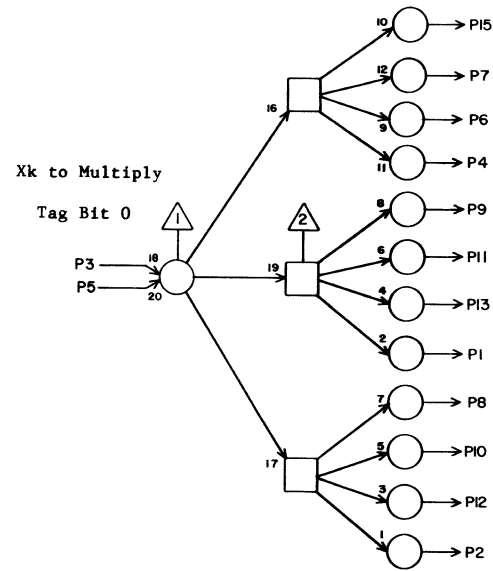 10 P15
12 P7
16 9 P6
11 P4
Xk to Multiply
Tag Bit 0
1
2
8 P9
P3 18 19 6 P11
P5 20 4 P13
2 P1
7 P8
17 5 P10
3 P12
1 P2